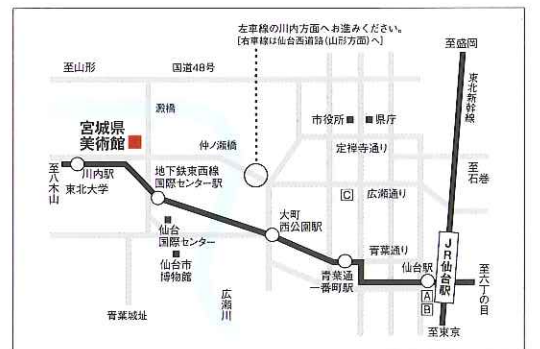 左車線の川内方面へお進みください。
[右車線は仙台西道路(山形方面)へ]
至盛岡
至山形
国道48号
東北新幹線
澱橋
市役所
県庁
宮城県
美術館
仲ノ瀬橋
定禅寺通り
至八木山
川内駅
東北大学
地下鉄東西線
国際センター駅
至石巻
C
広瀬通り
仙台
国際センター
大町
西公園駅
仙台市
博物館
青葉通り
青葉通
一番町駅
仙台駅
JR仙台駅
至六丁の目
A
B
青葉城址
広瀬川
至東京